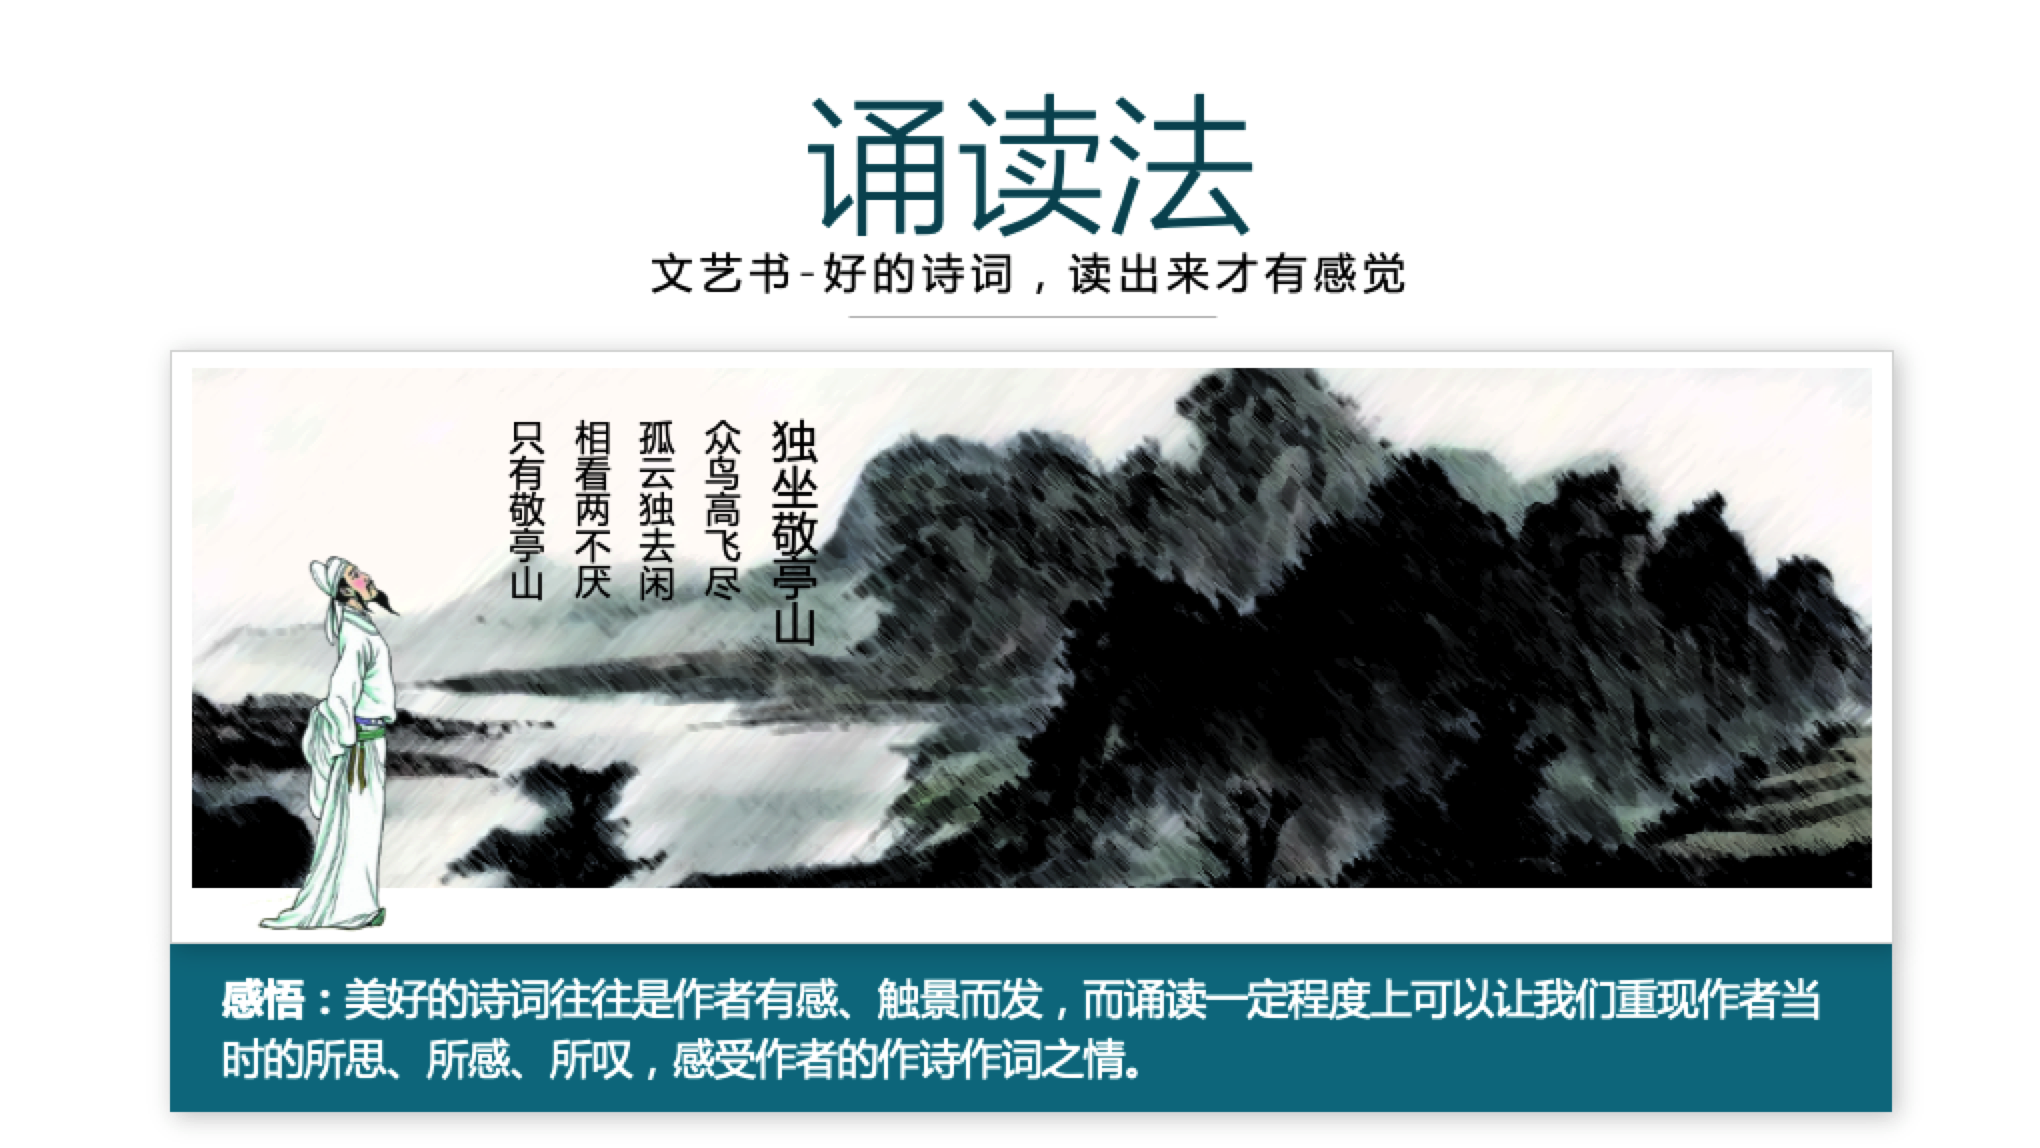 诵读法
文艺书-好的诗词，读出来才有感觉
独坐敬亭山
众鸟高飞尽
孤云独去闲
相看两不厌
只有敬亭山
感悟：美好的诗词往往是作者有感、触景而发，而诵读一定程度上可以让我们重现作者当
时的所思、所感、所叹，感受作者的作诗作词之情。